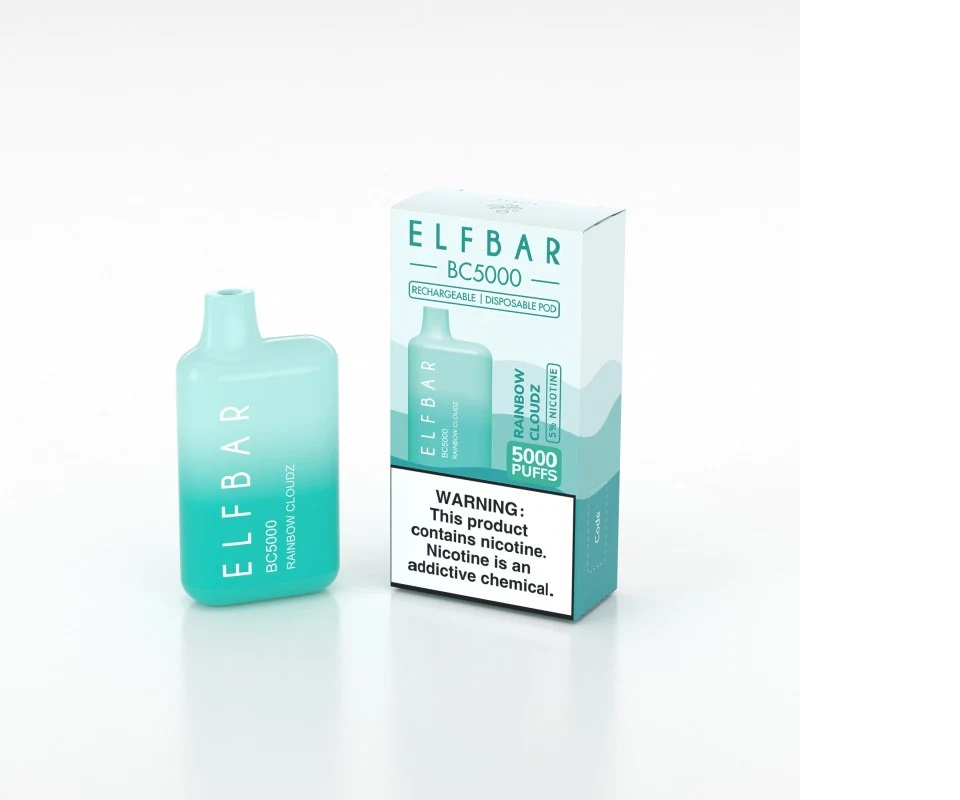 ELFBAR
BC5000
RAINBOW CLOUDZ
ELFBAR
BC5000
RECHARGEABLE | DISPOSABLE POD
ELFBAR
BC5000
RAINBOW CLOUDZ
RAINBOW
CLOUDZ
5% NICOTINE
5000
PUFFS
WARNING:
This product
contains nicotine.
Nicotine is an
addictive chemical.
Code